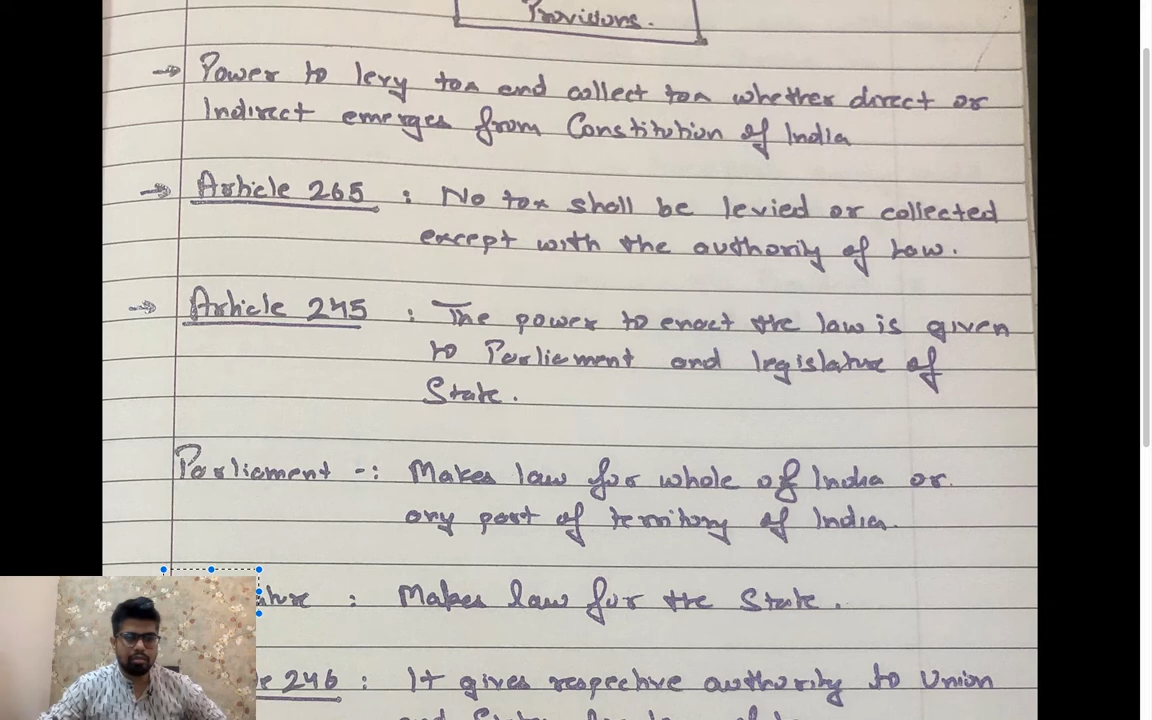 Provisions.
→ Power to levy tax and collect tax whether direct or
Indirect emerges from Constitution of India
→ Article 265 : No tax shall be levied or collected
except with the authority of Law.
→ Article 245 : The power to enact the law is given
to Parliament and legislature of
State.
Parliament -: Makes law for whole of India or
any part of territory of India.
ature : Makes law for the State.
e 246 : It gives respective authority to Union